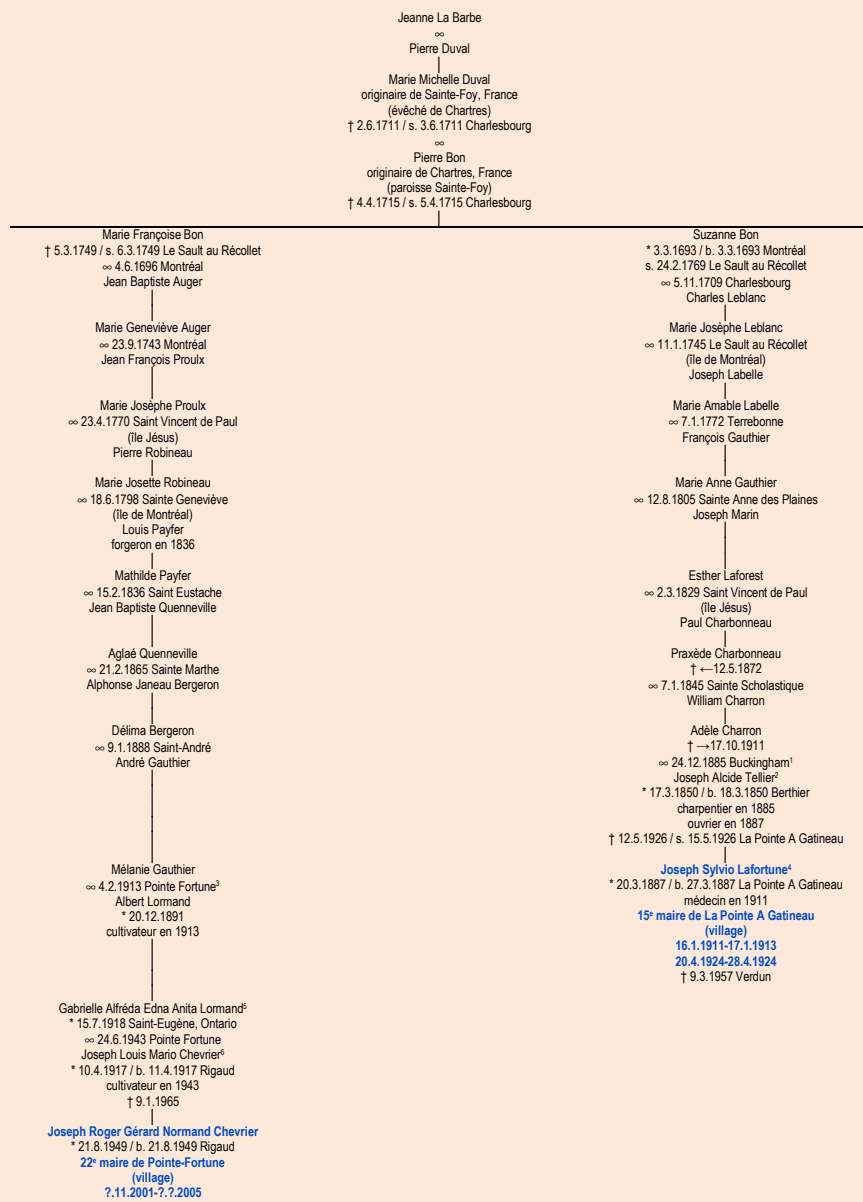 Jeanne La Barbe
∞
Pierre Duval
Marie Michelle Duval
originaire de Sainte-Foy, France
(évêché de Chartres)
† 2.6.1711 / s. 3.6.1711 Charlesbourg
∞
Pierre Bon
originaire de Chartres, France
(paroisse Sainte-Foy)
† 4.4.1715 / s. 5.4.1715 Charlesbourg
Marie Françoise Bon
† 5.3.1749 / s. 6.3.1749 Le Sault au Récollet
∞ 4.6.1696 Montréal
Jean Baptiste Auger
Marie Geneviève Auger
∞ 23.9.1743 Montréal
Jean François Proulx
Marie Josèphe Proulx
∞ 23.4.1770 Saint Vincent de Paul
(île Jésus)
Pierre Robineau
Marie Josette Robineau
∞ 18.6.1798 Sainte Geneviève
(île de Montréal)
Louis Payfer
forgeron en 1836
Mathilde Payfer
∞ 15.2.1836 Saint Eustache
Jean Baptiste Quenneville
Aglaé Quenneville
∞ 21.2.1865 Sainte Marthe
Alphonse Janeau Bergeron
Délima Bergeron
∞ 9.1.1888 Saint-André
André Gauthier
Mélanie Gauthier
∞ 4.2.1913 Pointe Fortune³
Albert Lormand
* 20.12.1891
cultivateur en 1913
Gabrielle Alfréda Edna Anita Lormand⁵
* 15.7.1918 Saint-Eugène, Ontario
∞ 24.6.1943 Pointe Fortune
Joseph Louis Mario Chevrier⁶
* 10.4.1917 / b. 11.4.1917 Rigaud
cultivateur en 1943
† 9.1.1965
Joseph Roger Gérard Normand Chevrier
* 21.8.1949 / b. 21.8.1949 Rigaud
22ᵉ maire de Pointe-Fortune
(village)
?.11.2001-?.?.2005
Suzanne Bon
* 3.3.1693 / b. 3.3.1693 Montréal
s. 24.2.1769 Le Sault au Récollet
∞ 5.11.1709 Charlesbourg
Charles Leblanc
Marie Josèphe Leblanc
∞ 11.1.1745 Le Sault au Récollet
(île de Montréal)
Joseph Labelle
Marie Amable Labelle
∞ 7.1.1772 Terrebonne
François Gauthier
Marie Anne Gauthier
∞ 12.8.1805 Sainte Anne des Plaines
Joseph Marin
Esther Laforest
∞ 2.3.1829 Saint Vincent de Paul
(île Jésus)
Paul Charbonneau
Praxède Charbonneau
† ←12.5.1872
∞ 7.1.1845 Sainte Scholastique
William Charron
Adèle Charron
† →17.10.1911
∞ 24.12.1885 Buckingham¹
Joseph Alcide Tellier²
* 17.3.1850 / b. 18.3.1850 Berthier
charpentier en 1885
ouvrier en 1887
† 12.5.1926 / s. 15.5.1926 La Pointe A Gatineau
Joseph Sylvio Lafortune⁴
* 20.3.1887 / b. 27.3.1887 La Pointe A Gatineau
médecin en 1911
15ᵉ maire de La Pointe A Gatineau
(village)
16.1.1911-17.1.1913
20.4.1924-28.4.1924
† 9.3.1957 Verdun